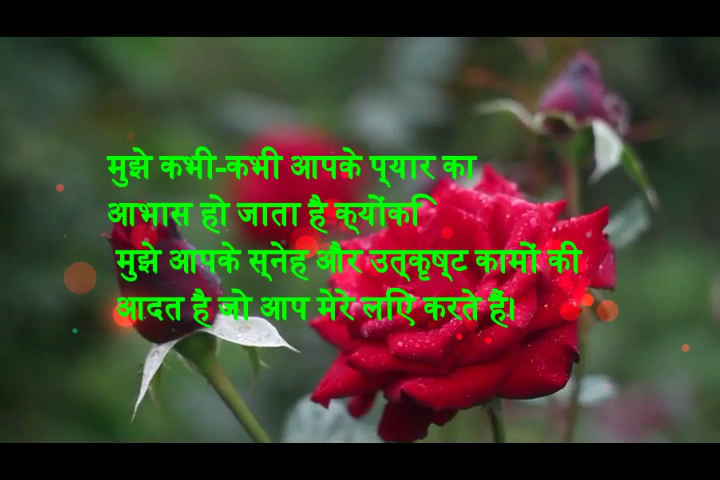 मुझे कभी-कभी आपके प्यार का
आभास हो जाता है क्योंकि
मुझे आपके स्नेह और उत्कृष्ट कामों की
आदत है जो आप मेरे लिए करते हैं।